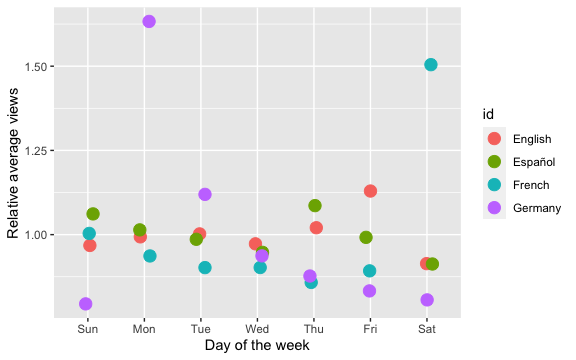 1.50
1.25
1.00
Relative average views
Sun Mon Tue Wed Thu Fri Sat
Day of the week
id
English
Español
French
Germany